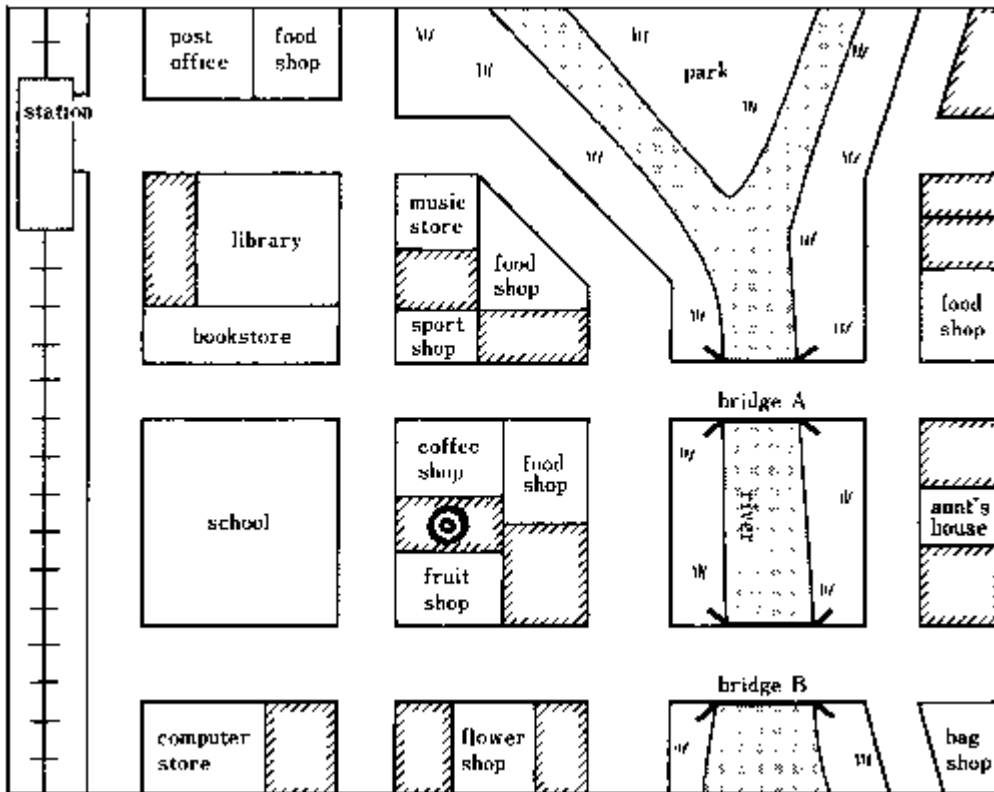 post
office
food
shop
park
station
library
bookstore
music
store
food
shop
sport
shop
food
shop
bridge A
coffee
shop
food
shop
river
school
aunt's
house
fruit
shop
bridge B
computer
store
flower
shop
bag
shop